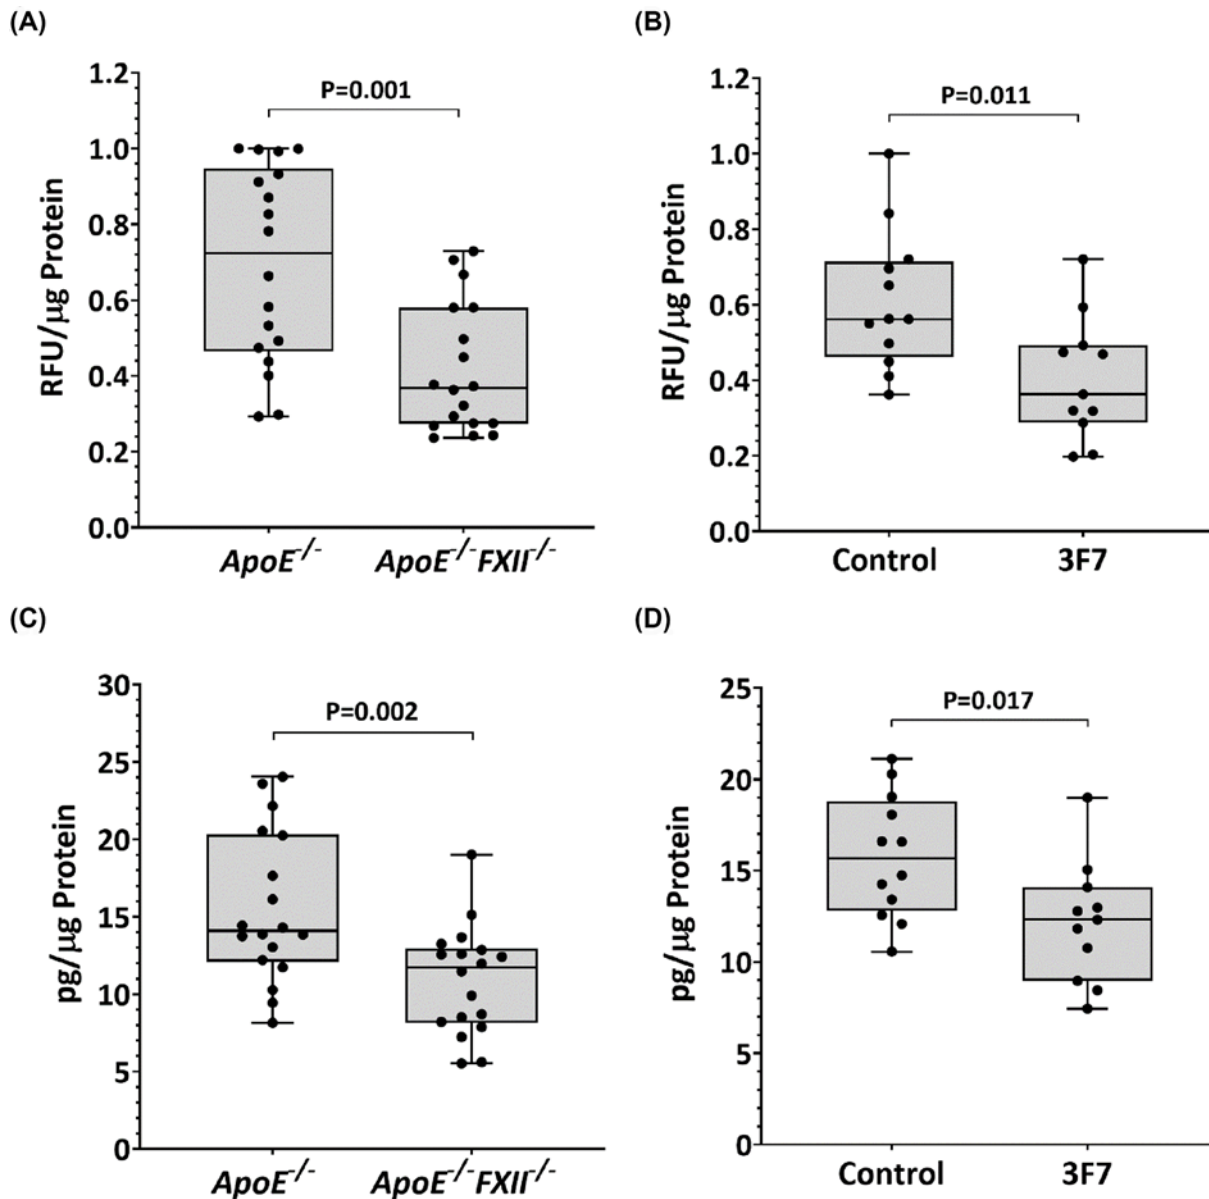 (A)
P=0.001
RFU/µg Protein
1.2
1.0
0.8
0.6
0.4
0.2
0.0
ApoE-/-
ApoE-/-FXII-/-
(B)
P=0.011
RFU/µg Protein
1.2
1.0
0.8
0.6
0.4
0.2
0.0
Control
3F7
(C)
P=0.002
pg/µg Protein
30
25
20
15
10
5
0
ApoE-/-
ApoE-/-FXII-/-
(D)
P=0.017
pg/µg Protein
25
20
15
10
5
0
Control
3F7